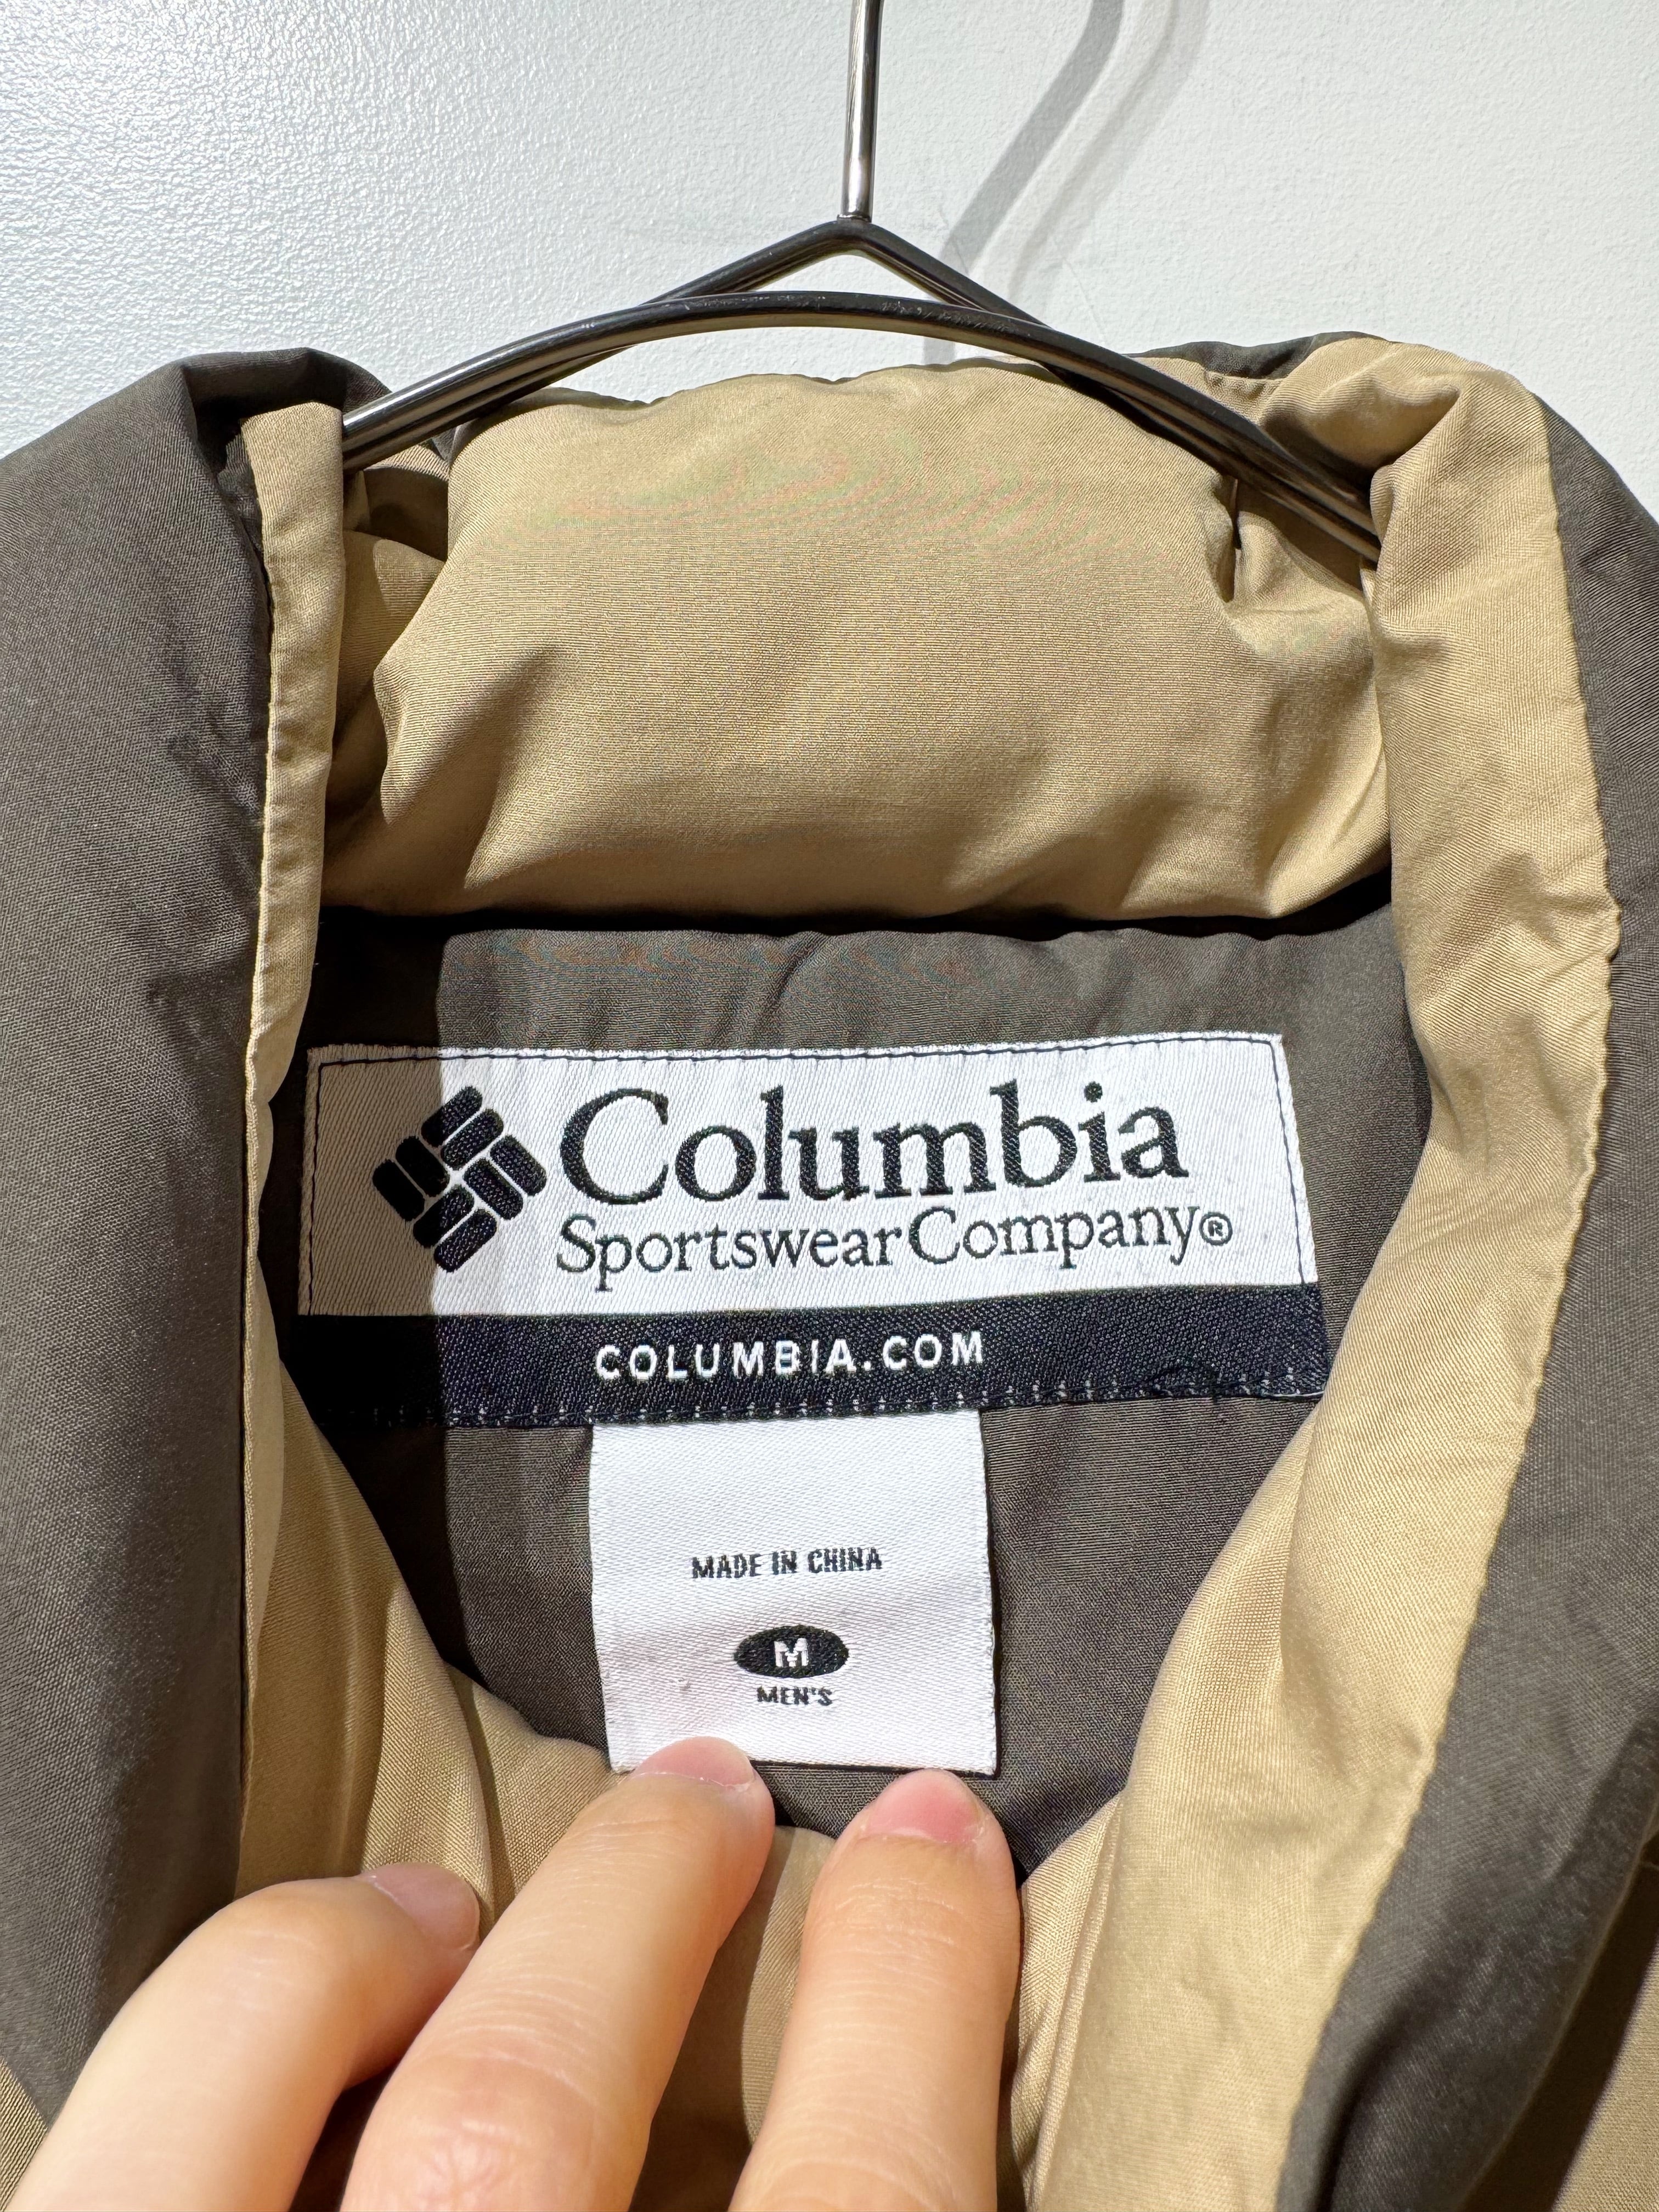 Columbia
Sportswear Company®
COLUMBIA.COM
MADE IN CHINA
M
MEN'S